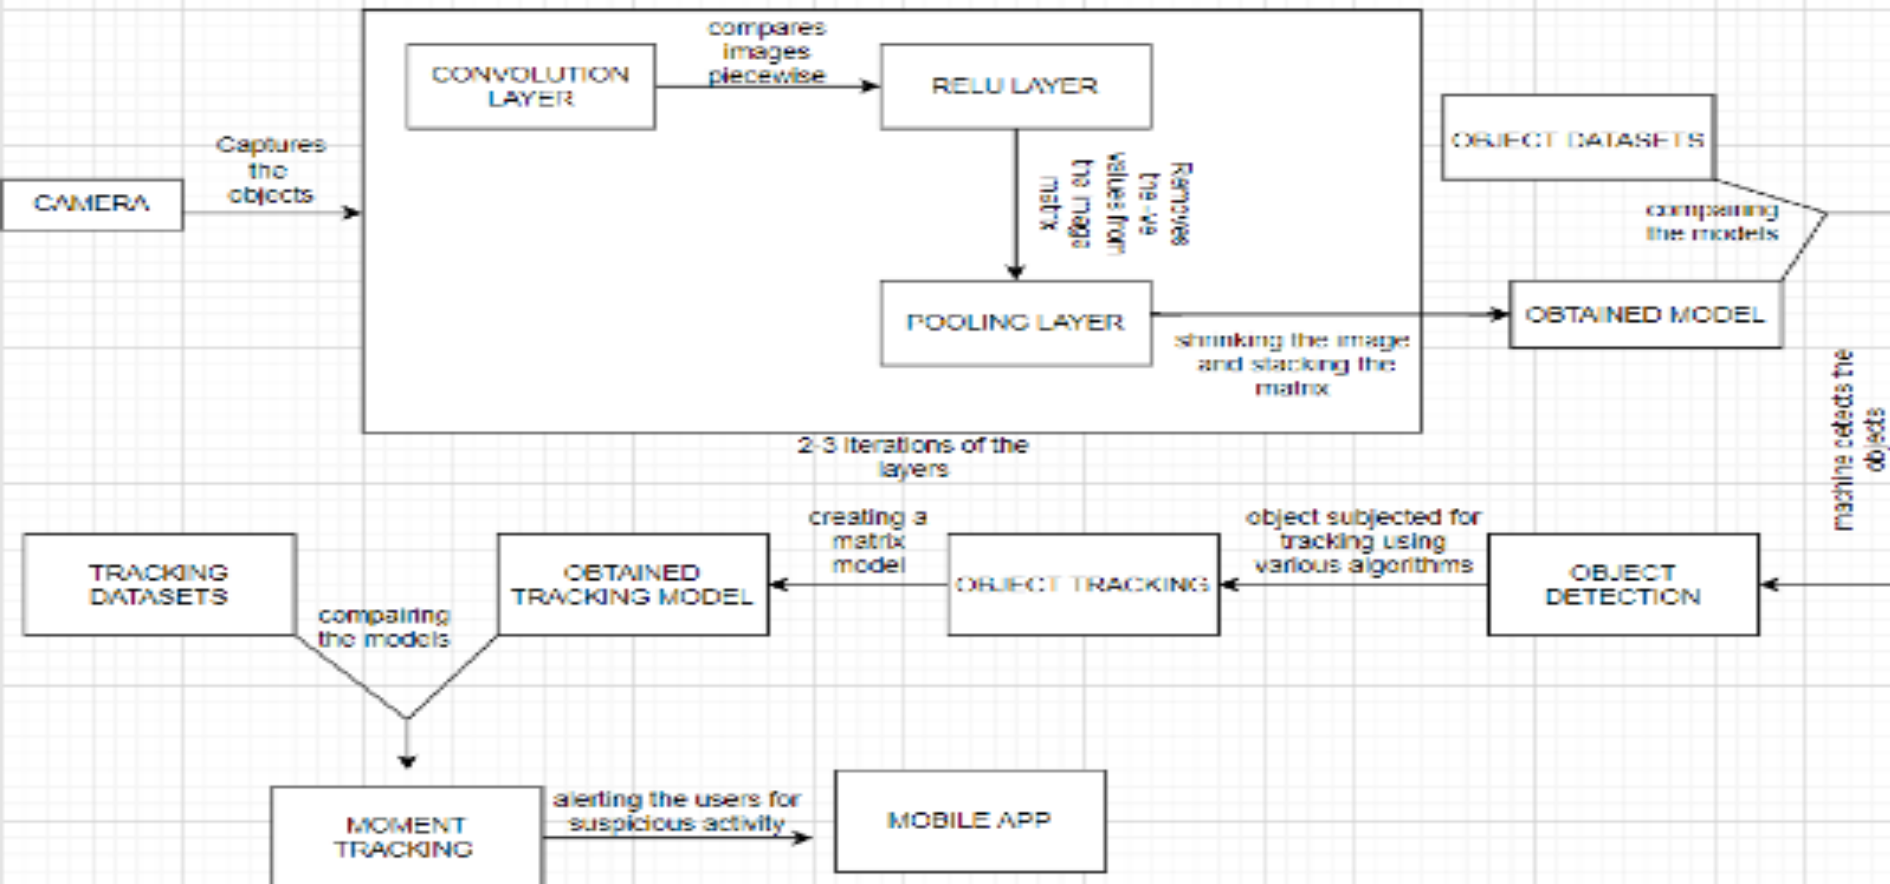 compares
images
piecewise
CONVOLUTION
LAYER
RELU LAYER
OBJECT DATASETS
Captures
the
objects
CAMERA
Removes
the -ve
values from
the image
matrix
compairing
the models
POOLING LAYER
OBTAINED MODEL
shrinking the image
and stacking the
matrix
machine detects the
objects
2-3 iterations of the
layers
creating a
matrix
model
object subjected for
tracking using
various algorithms
TRACKING
DATASETS
OBTAINED
TRACKING MODEL
OBJECT TRACKING
OBJECT
DETECTION
compairing
the models
alerting the users for
suspicious activity
MOBILE APP
MOMENT
TRACKING